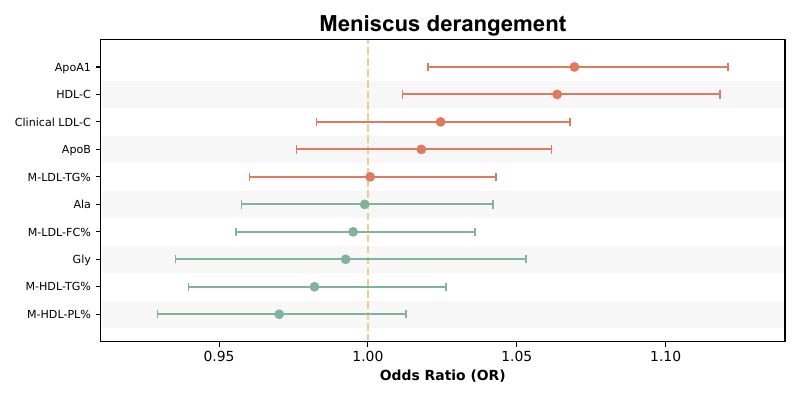 Meniscus derangement
ApoA1
HDL-C
Clinical LDL-C
ApoB
M-LDL-TG%
Ala
M-LDL-FC%
Gly
M-HDL-TG%
M-HDL-PL%
0.95 1.00 1.05 1.10
Odds Ratio (OR)